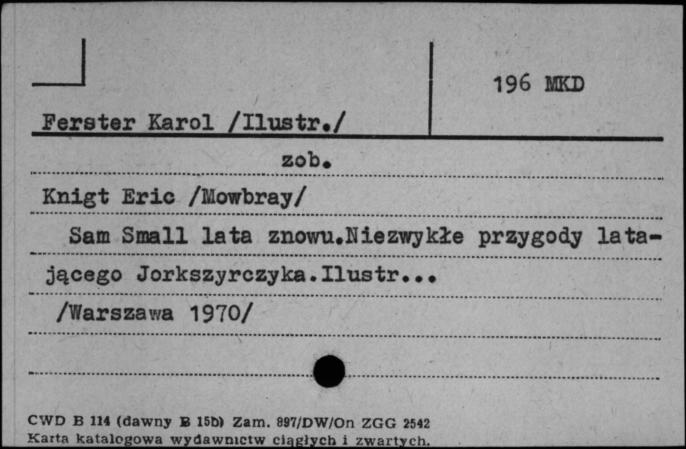 196 MKD
Ferster Karol /Ilustr./
zob.
Knigt Eric /Mowbray/
Sam Small lata znowu.Niezwykłe przygody lata-
jącego Jorkszyrczyka.Ilustr...
/Warszawa 1970/
CWD B 114 (dawny B 15b) Zam. 897/DW/On ZGG 2542
Karta katalogowa wydawnictw ciągłych i zwartych.